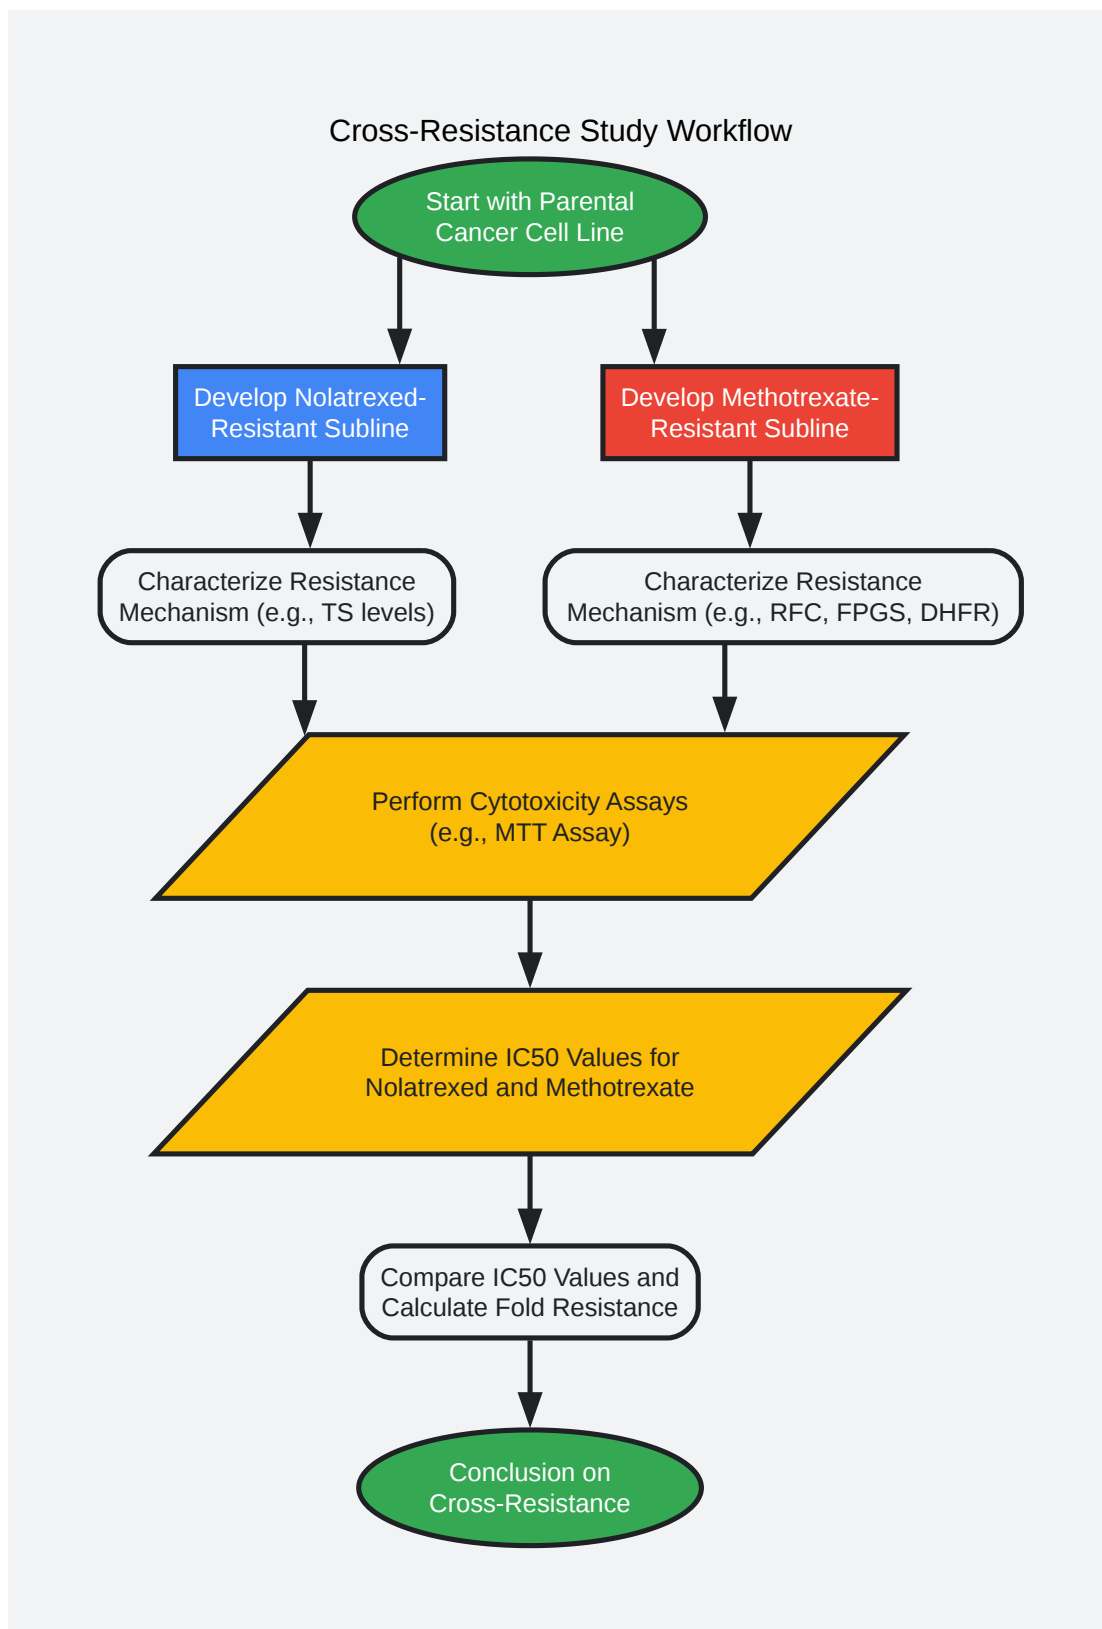 Cross-Resistance Study Workflow
Start with Parental
Cancer Cell Line
Develop Nolatrexed-
Resistant Subline
Develop Methotrexate-
Resistant Subline
Characterize Resistance
Mechanism (e.g., TS levels)
Characterize Resistance
Mechanism (e.g., RFC, FPGS, DHFR)
Perform Cytotoxicity Assays
(e.g., MTT Assay)
Determine IC50 Values for
Nolatrexed and Methotrexate
Compare IC50 Values and
Calculate Fold Resistance
Conclusion on
Cross-Resistance